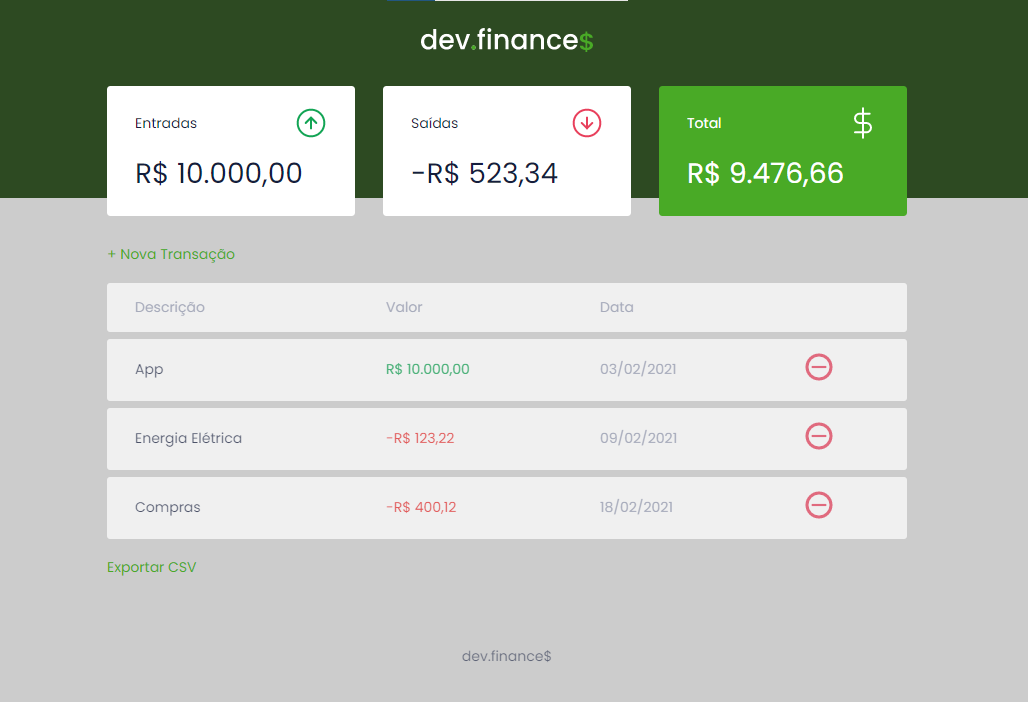 dev.finance$
Entradas
R$ 10.000,00
Saídas
-R$ 523,34
Total
$
R$ 9.476,66
+ Nova Transação
Descrição Valor Data
App R$ 10.000,00 03/02/2021
Energia Elétrica -R$ 123,22 09/02/2021
Compras -R$ 400,12 18/02/2021
Exportar CSV
dev.finance$